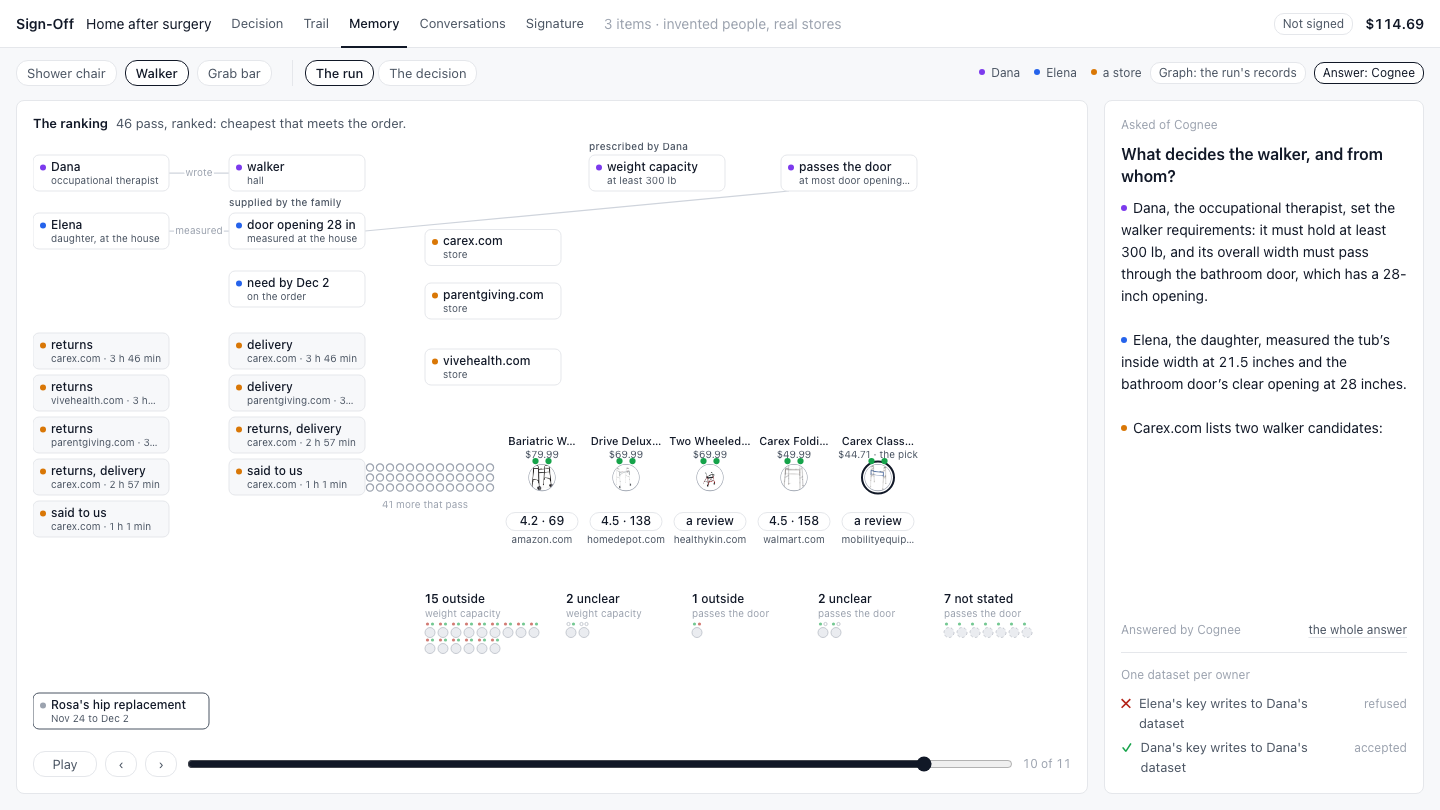 Sign-Off Home after surgery Decision Trail Memory Conversations Signature 3 items · invented people, real stores Not signed $114.69
Shower chair Walker Grab bar The run The decision Dana Elena a store Graph: the run's records Answer: Cognee
The ranking 46 pass, ranked: cheapest that meets the order.
prescribed by Dana
Dana
occupational therapist
wrote
walker
hall
weight capacity
at least 300 lb
passes the door
at most door opening...
supplied by the family
Elena
daughter, at the house
measured
door opening 28 in
measured at the house
carex.com
store
need by Dec 2
on the order
parentgiving.com
store
vivehealth.com
store
returns
carex.com · 3 h 46 min
delivery
carex.com · 3 h 46 min
returns
vivehealth.com · 3 h...
delivery
parentgiving.com · 3...
returns
parentgiving.com · 3...
returns, delivery
carex.com · 2 h 57 min
returns, delivery
carex.com · 2 h 57 min
said to us
carex.com · 1 h 1 min
said to us
carex.com · 1 h 1 min
41 more that pass
Bariatric W... Drive Delux... Two Wheeled... Carex Foldi... Carex Class...
$79.99 $69.99 $69.99 $49.99 $44.71 · the pick
4.2 · 69 4.5 · 138 a review 4.5 · 158 a review
amazon.com homedepot.com healthykin.com walmart.com mobilityequip...
15 outside 2 unclear 1 outside 2 unclear 7 not stated
weight capacity weight capacity passes the door passes the door passes the door
Rosa's hip replacement
Nov 24 to Dec 2
Play ‹ › 10 of 11
Asked of Cognee
What decides the walker, and from
whom?
Dana, the occupational therapist, set the
walker requirements: it must hold at least
300 lb, and its overall width must pass
through the bathroom door, which has a 28-
inch opening.
Elena, the daughter, measured the tub's
inside width at 21.5 inches and the
bathroom door's clear opening at 28 inches.
Carex.com lists two walker candidates:
Answered by Cognee the whole answer
One dataset per owner
Elena's key writes to Dana's
dataset
refused
Dana's key writes to Dana's
dataset
accepted